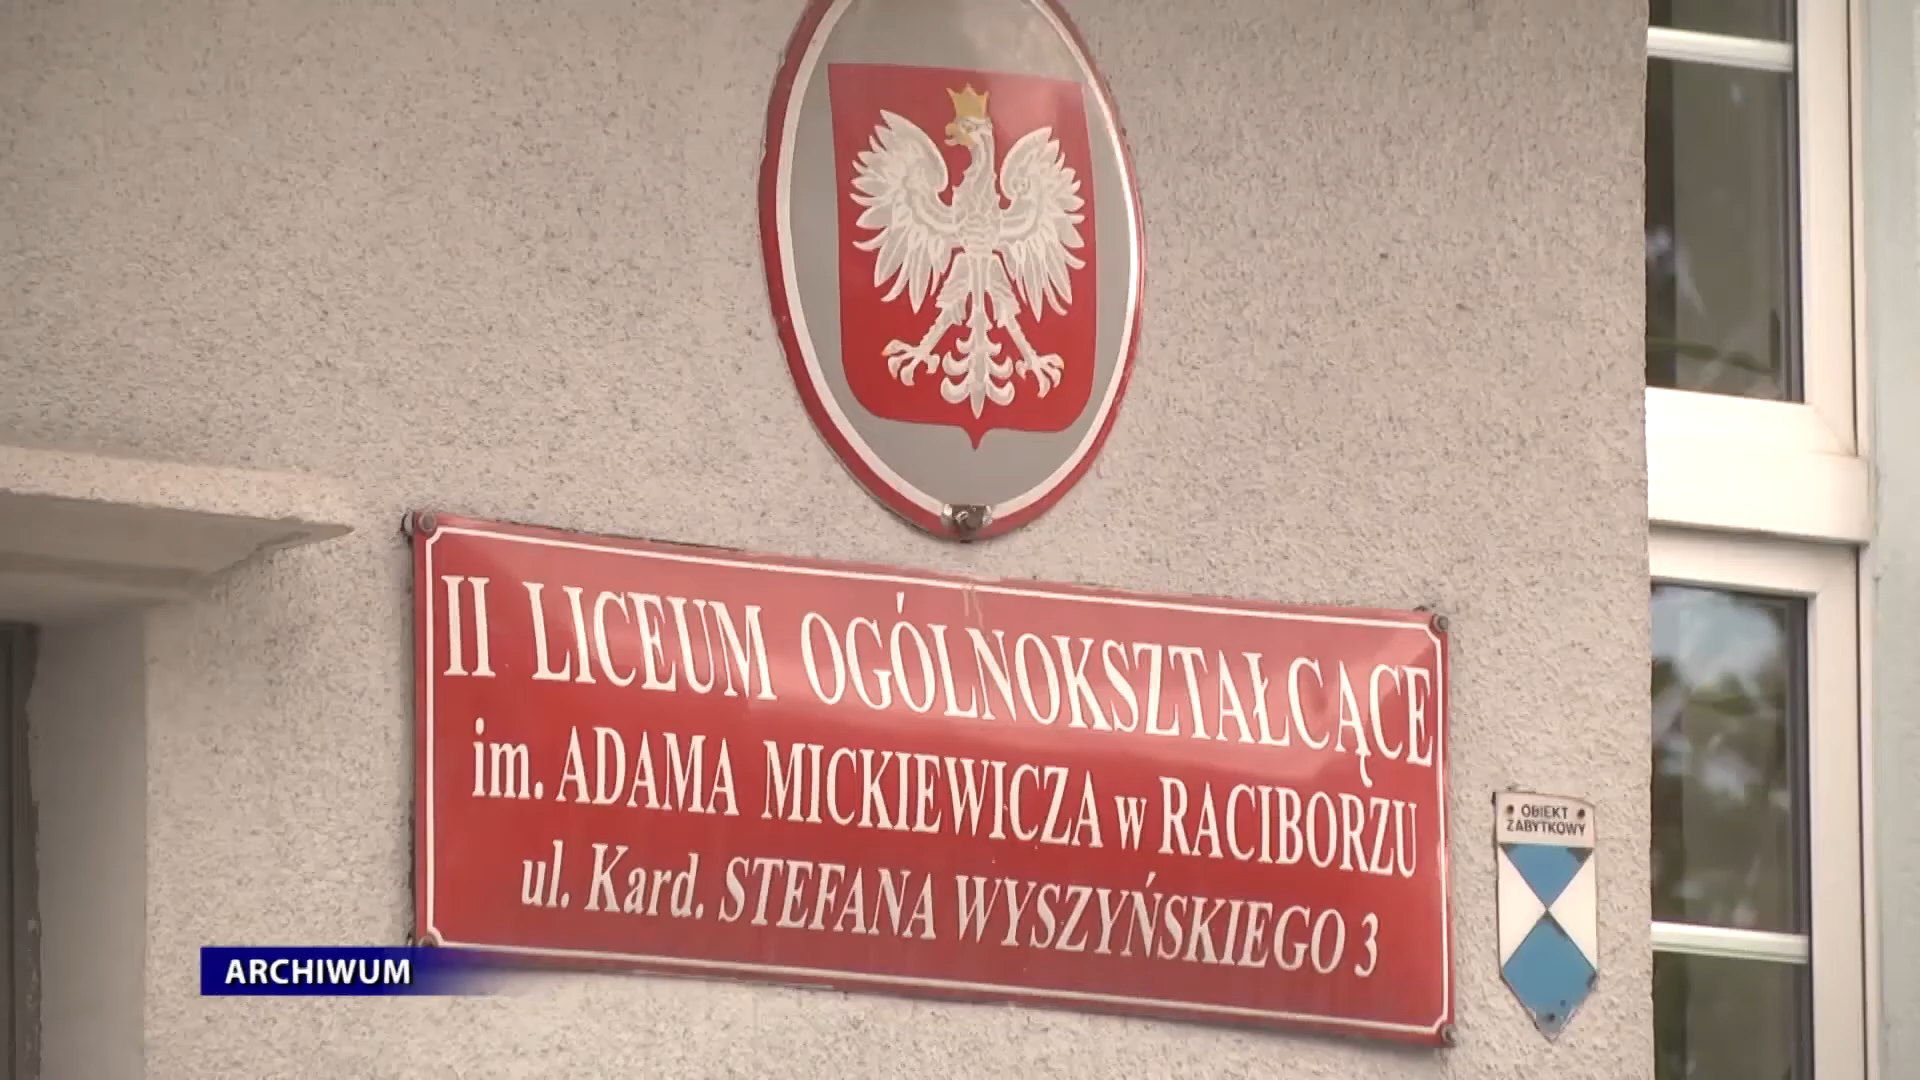 II LICEUM OGÓLNOKSZTAŁCĄCE
im. ADAMA MICKIEWICZA w RACIBORZU
ul. Kard. STEFANA WYSZYŃSKIEGO 3
OBIEKT
ZABYTKOWY
ARCHIWUM